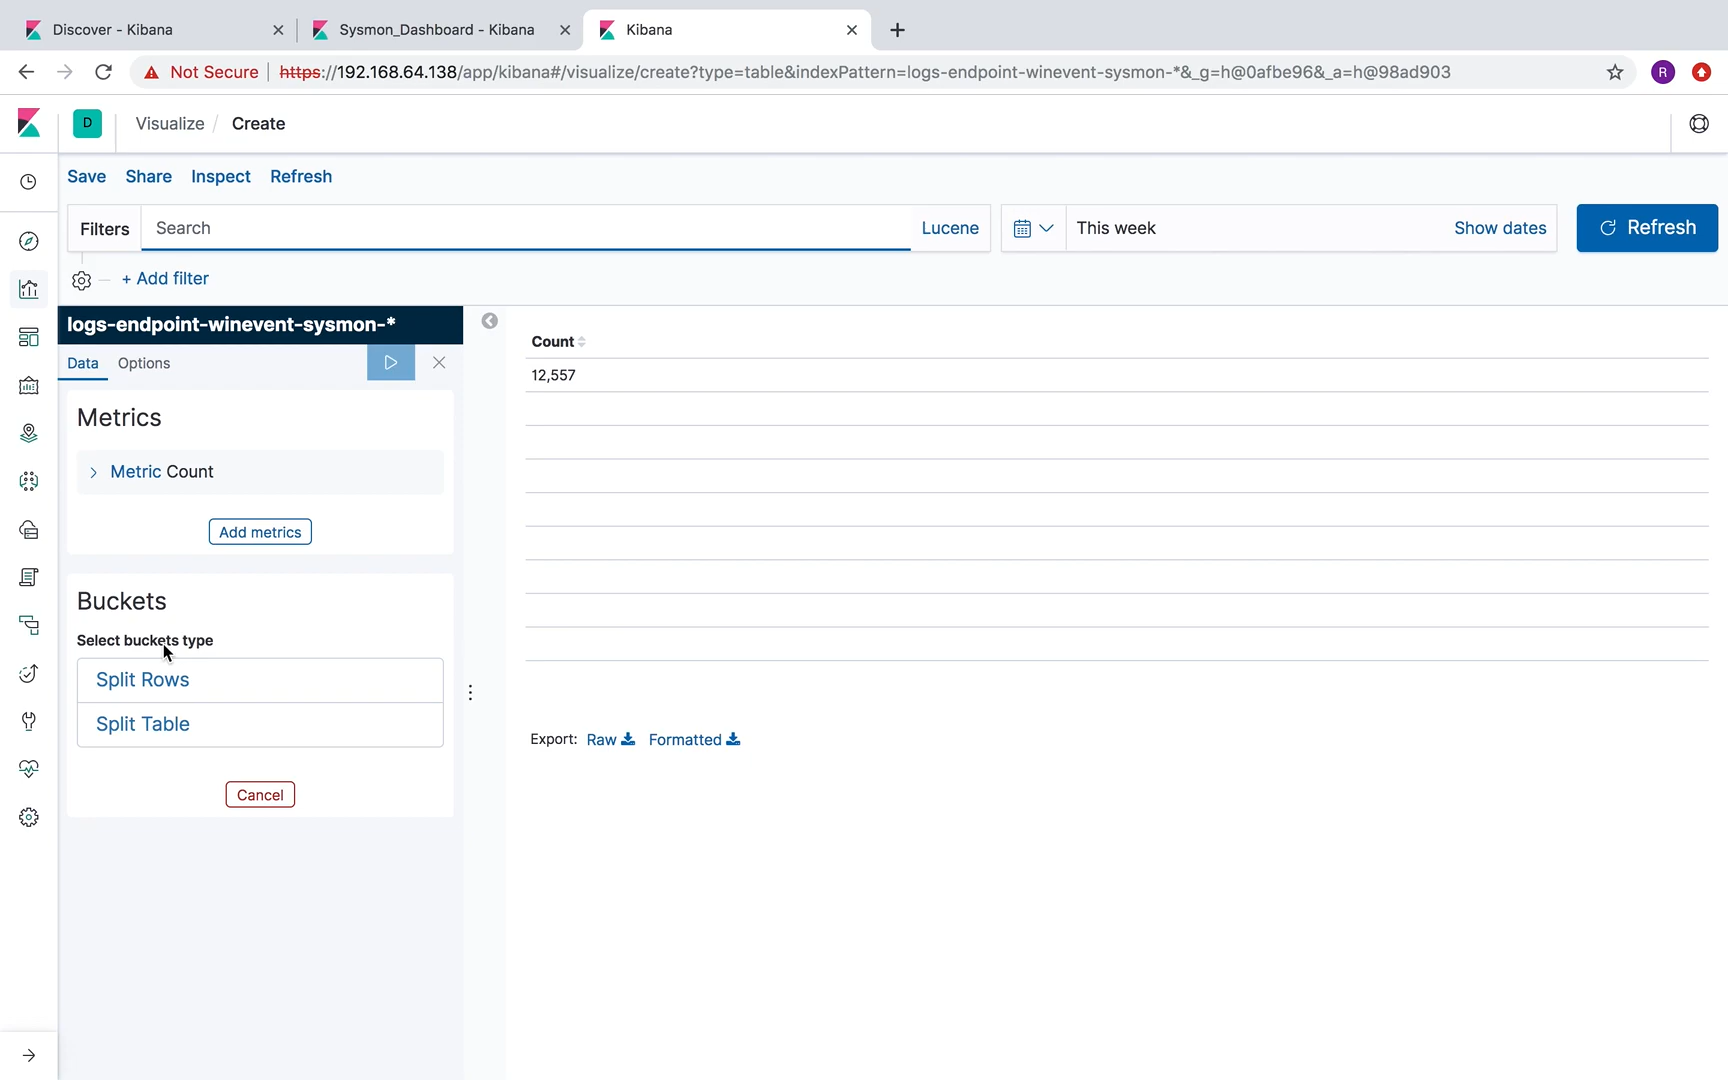 Discover - Kibana
Sysmon_Dashboard - Kibana
Kibana
Not Secure
https://192.168.64.138/app/kibana#/visualize/create?type=table&indexPattern=logs-endpoint-winevent-sysmon-*&_g=h@0afbe96&_a=h@98ad903
R
D
Visualize / Create
Save Share Inspect Refresh
Filters Search Lucene This week Show dates Refresh
+ Add filter
logs-endpoint-winevent-sysmon-*
Data Options
Metrics
Metric Count
Add metrics
Buckets
Select buckets type
Split Rows
Split Table
Cancel
Count
12,557
Export: Raw Formatted